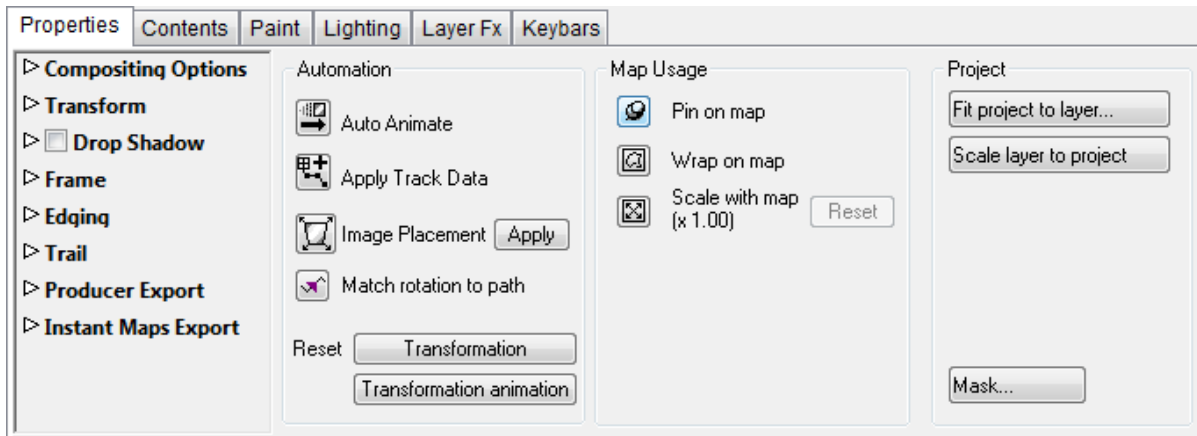 Properties
Contents
Paint
Lighting
Layer Fx
Keybars
Compositing Options
Transform
Drop Shadow
Frame
Edging
Trail
Producer Export
Instant Maps Export
Automation
Auto Animate
Apply Track Data
Image Placement Apply
Match rotation to path
Reset Transformation
Transformation animation
Map Usage
Pin on map
Wrap on map
Scale with map
(x 1.00)
Reset
Project
Fit project to layer...
Scale layer to project
Mask...